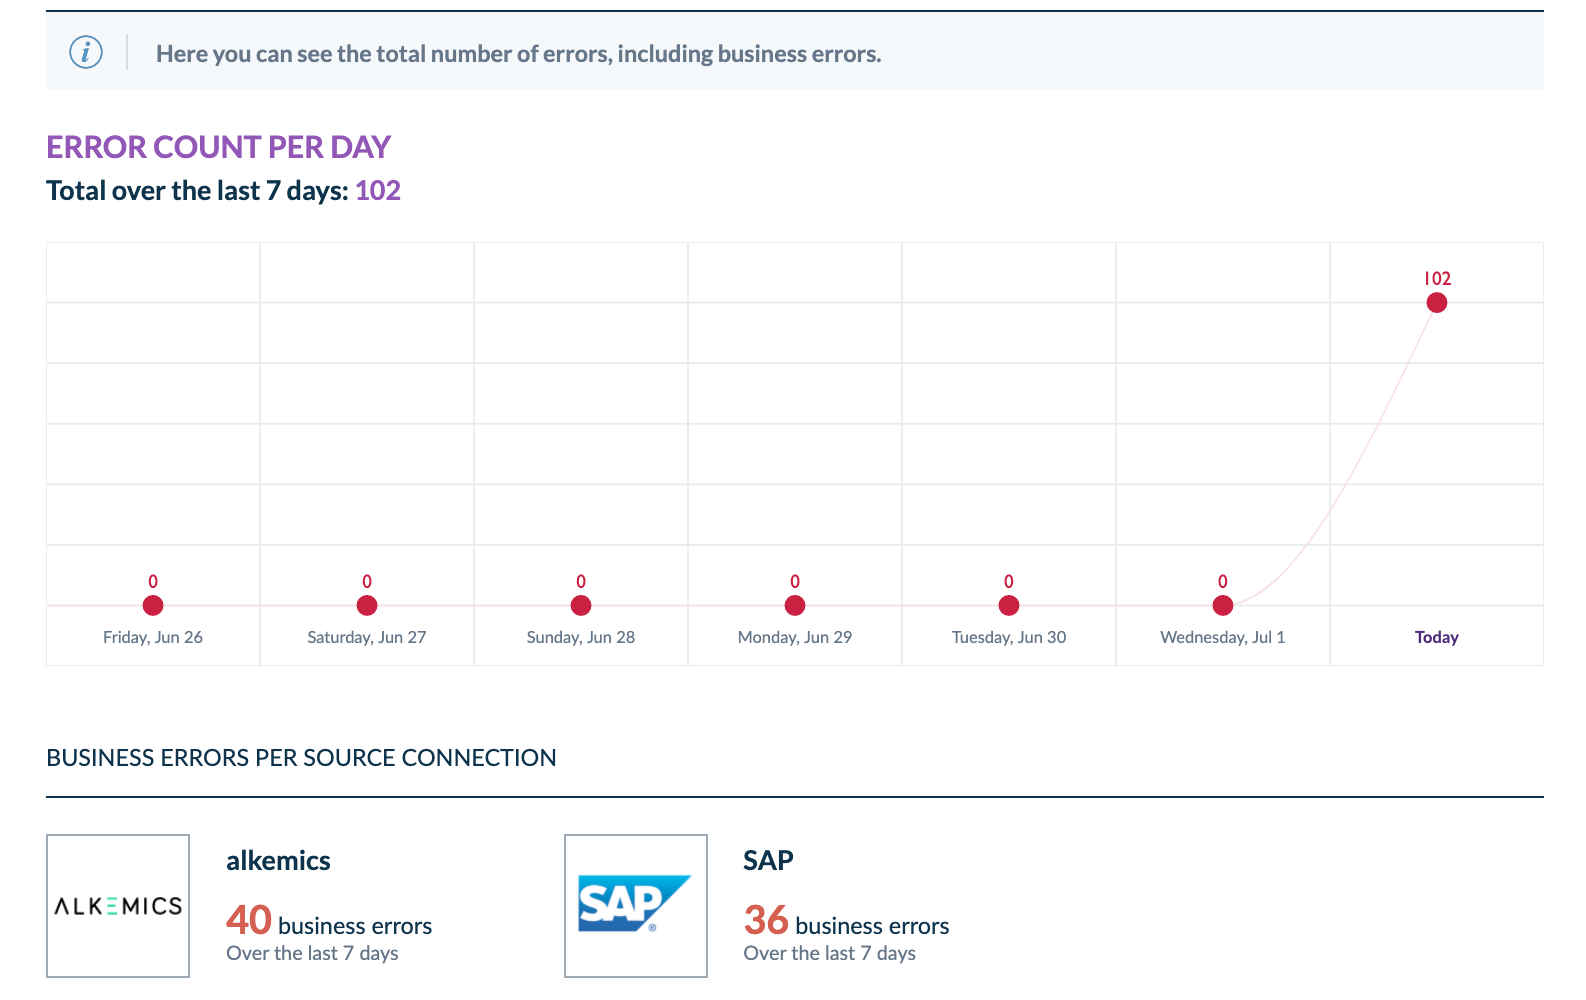 Here you can see the total number of errors, including business errors.
ERROR COUNT PER DAY
Total over the last 7 days: 102
102
0 0 0 0 0 0
Friday, Jun 26 Saturday, Jun 27 Sunday, Jun 28 Monday, Jun 29 Tuesday, Jun 30 Wednesday, Jul 1 Today
BUSINESS ERRORS PER SOURCE CONNECTION
ALKEMICS
alkemics
40 business errors
Over the last 7 days
SAP®
SAP
36 business errors
Over the last 7 days